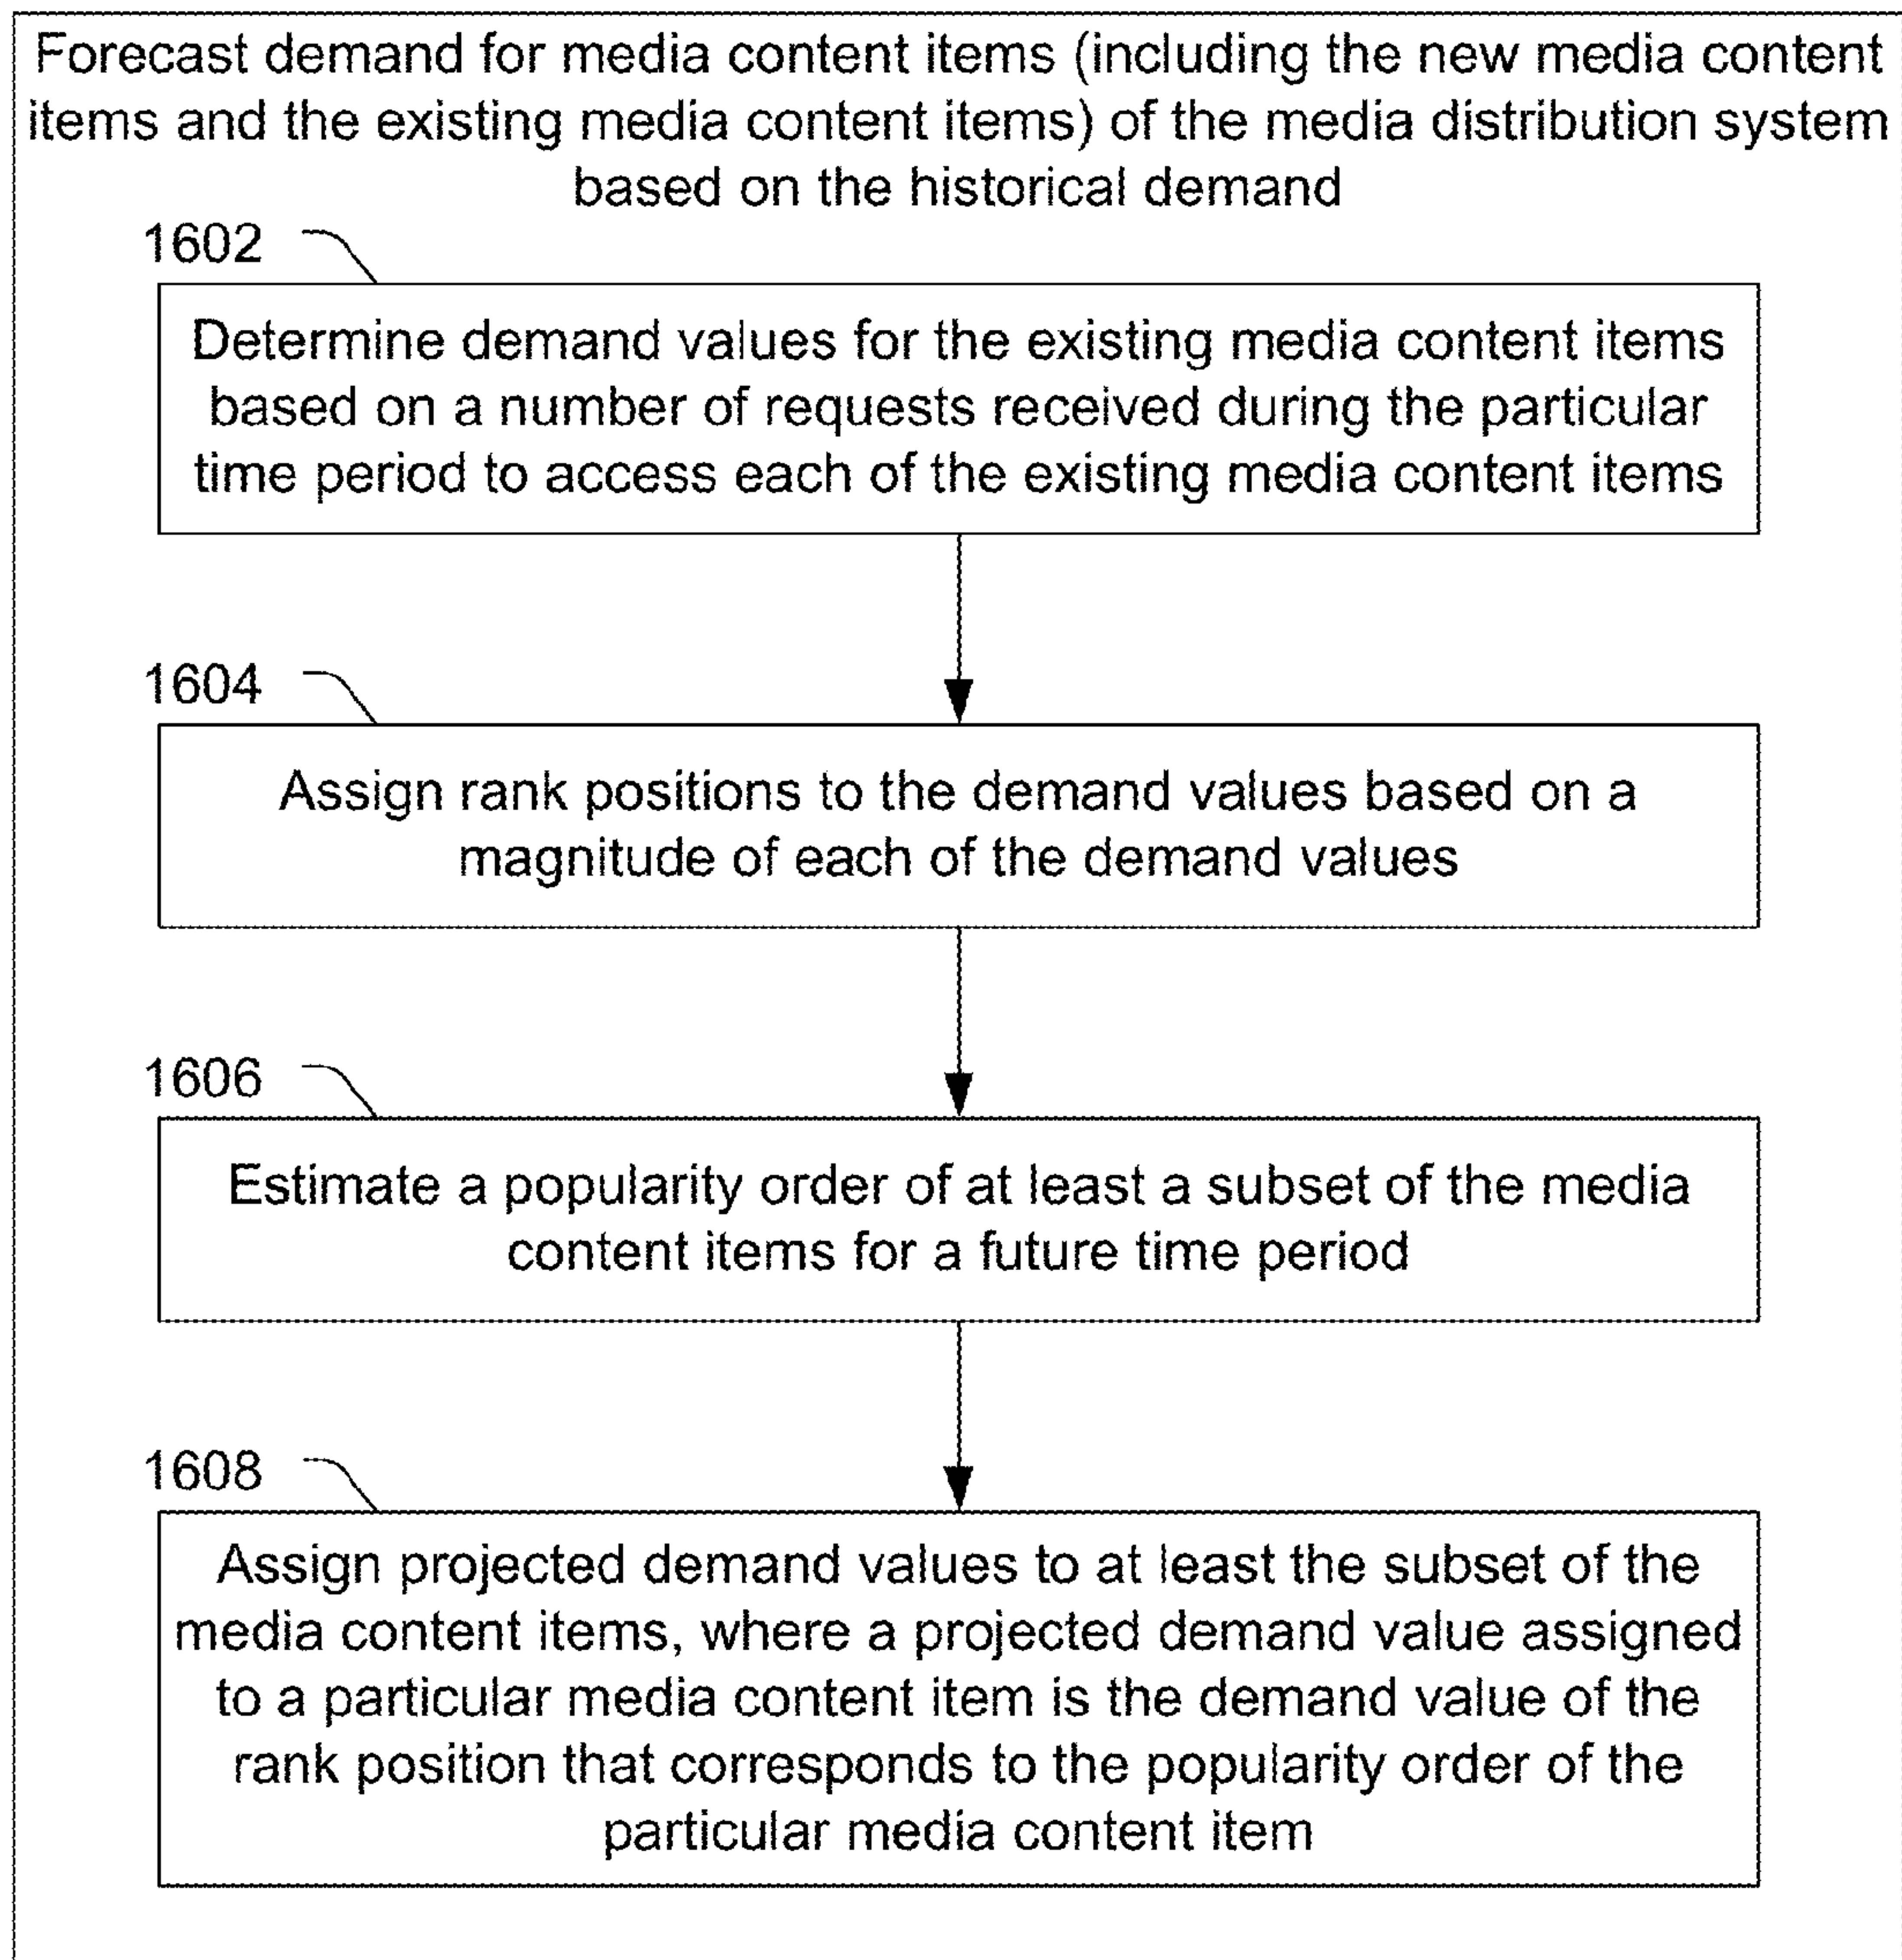 Forecast demand for media content items (including the new media content
items and the existing media content items) of the media distribution system
based on the historical demand
1602
Determine demand values for the existing media content items
based on a number of requests received during the particular
time period to access each of the existing media content items
1604
Assign rank positions to the demand values based on a
magnitude of each of the demand values
1606
Estimate a popularity order of at least a subset of the media
content items for a future time period
1608
Assign projected demand values to at least the subset of the
media content items, where a projected demand value assigned
to a particular media content item is the demand value of the
rank position that corresponds to the popularity order of the
particular media content item